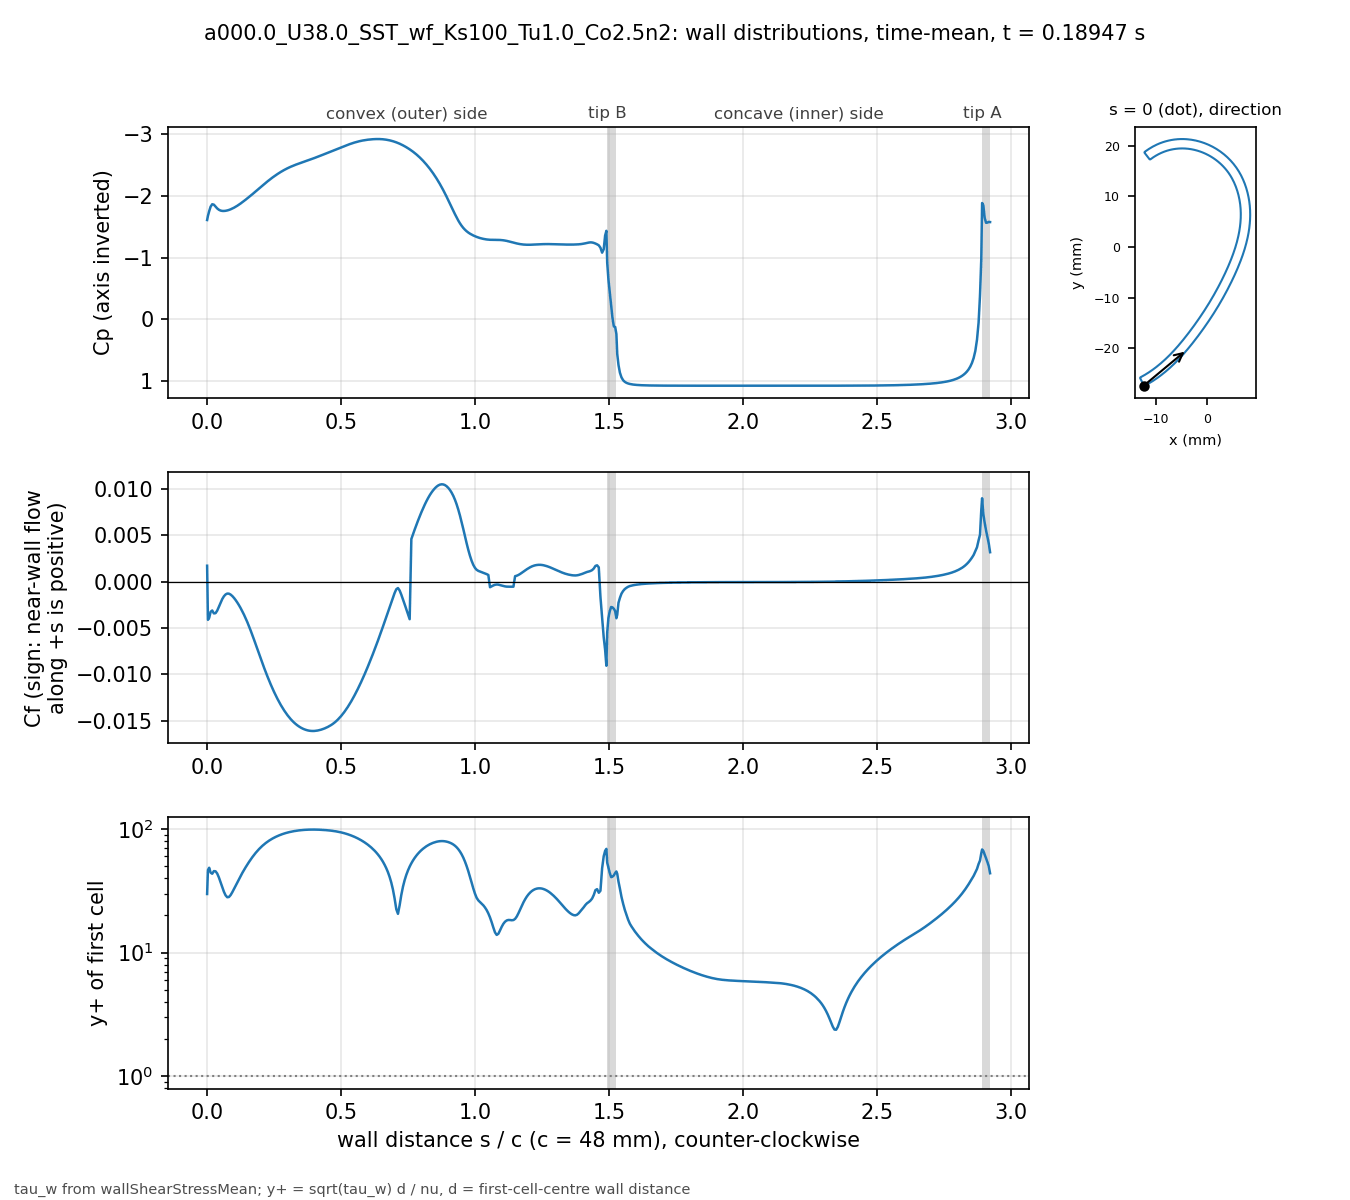 a000.0_U38.0_SST_wf_Ks100_Tu1.0_Co2.5n2: wall distributions, time-mean, t = 0.18947 s
convex (outer) side
tip B
concave (inner) side
tip A
s = 0 (dot), direction
Cp (axis inverted)
−3
−2
−1
0
1
0.0 0.5 1.0 1.5 2.0 2.5 3.0
y (mm)
20
10
0
−10
−20
−10 0
x (mm)
Cf (sign: near-wall flow
along +s is positive)
0.010
0.005
0.000
−0.005
−0.010
−0.015
0.0 0.5 1.0 1.5 2.0 2.5 3.0
y+ of first cell
10²
10¹
10⁰
0.0 0.5 1.0 1.5 2.0 2.5 3.0
wall distance s / c (c = 48 mm), counter-clockwise
tau_w from wallShearStressMean; y+ = sqrt(tau_w) d / nu, d = first-cell-centre wall distance